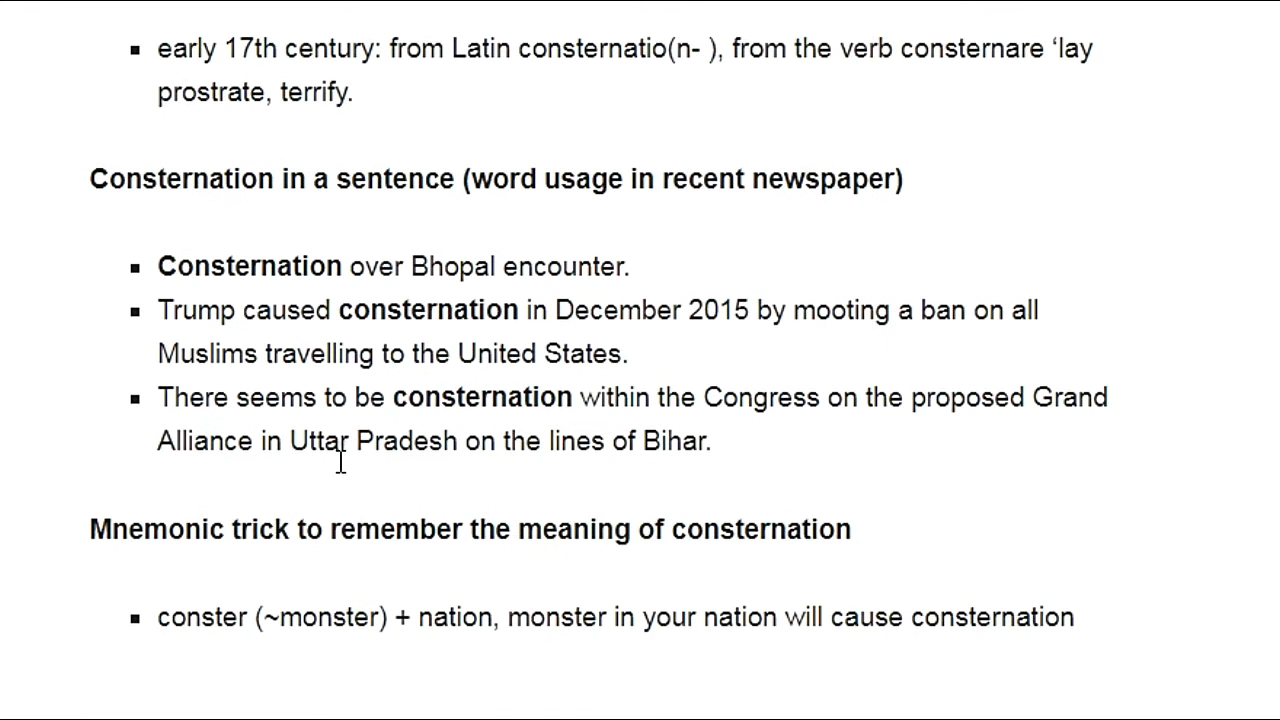 ▪ early 17th century: from Latin consternatio(n- ), from the verb consternare ‘lay
prostrate, terrify.
Consternation in a sentence (word usage in recent newspaper)
▪ Consternation over Bhopal encounter.
▪ Trump caused consternation in December 2015 by mooting a ban on all
Muslims travelling to the United States.
▪ There seems to be consternation within the Congress on the proposed Grand
Alliance in Uttar Pradesh on the lines of Bihar.
Mnemonic trick to remember the meaning of consternation
▪ conster (~monster) + nation, monster in your nation will cause consternation